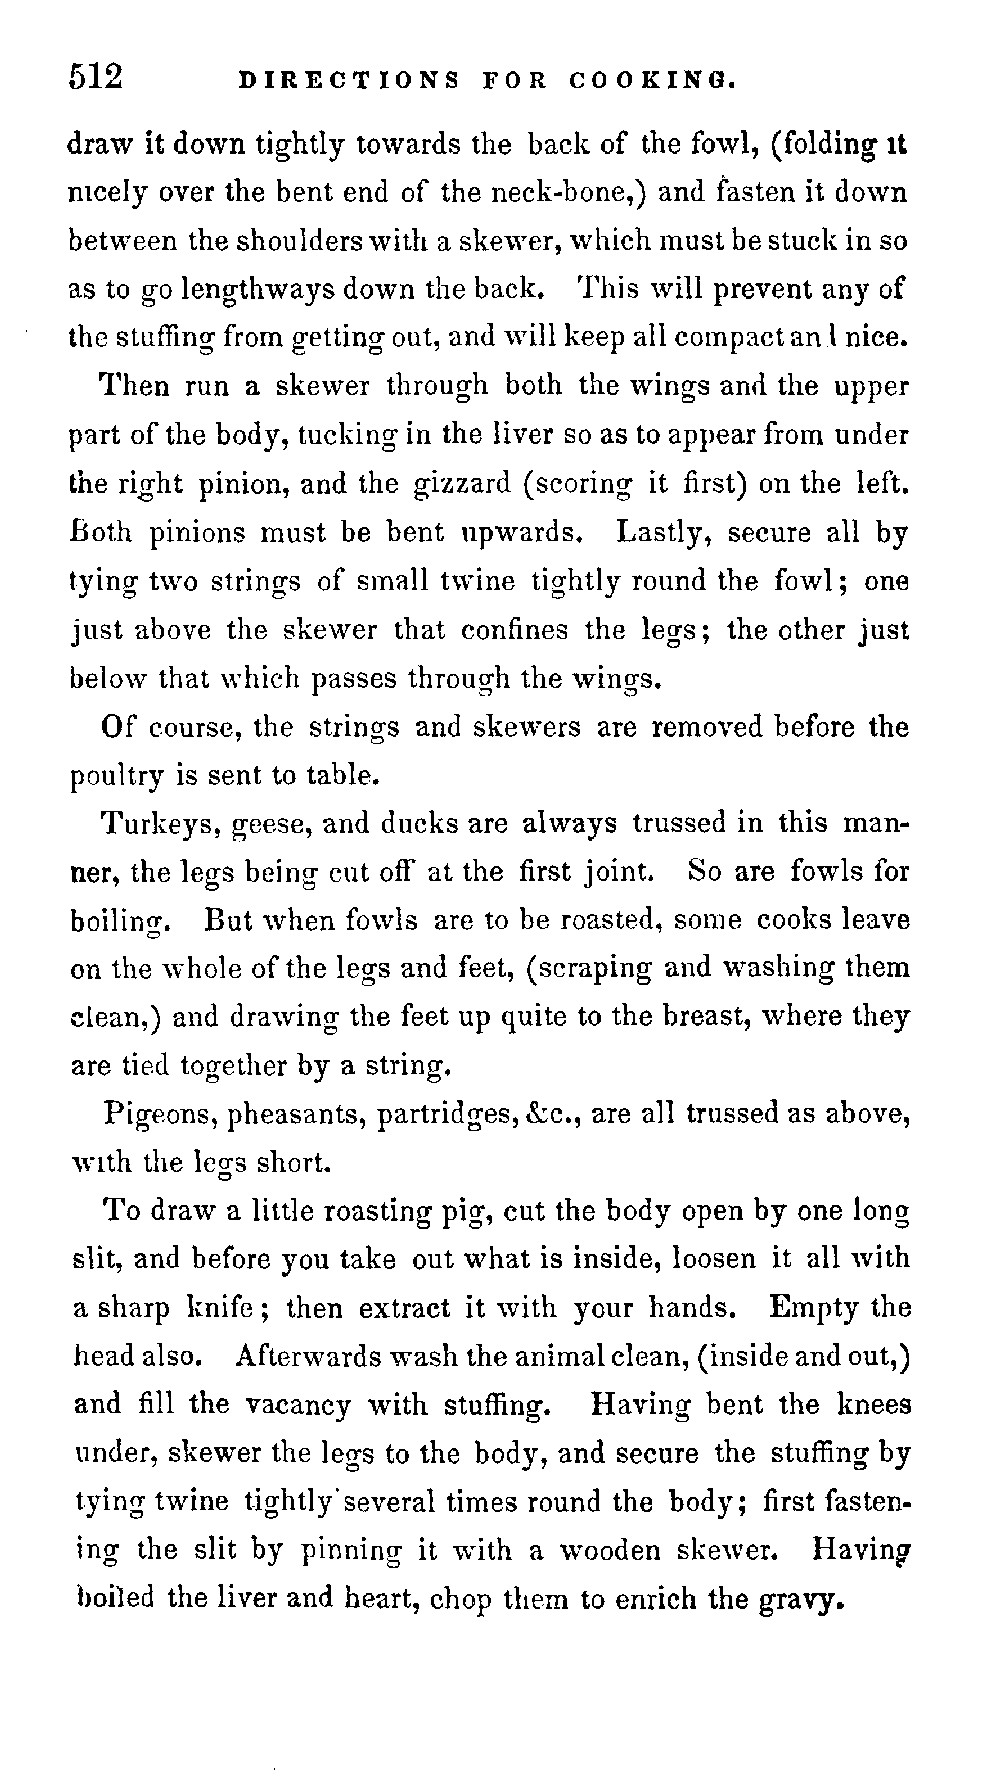 512 DIRECTIONS FOR COOKING.
draw it down tightly towards the back of the fowl, (folding it
nicely over the bent end of the neck-bone,) and fasten it down
between the shoulders with a skewer, which must be stuck in so
as to go lengthways down the back. This will prevent any of
the stuffing from getting out, and will keep all compact and nice.
Then run a skewer through both the wings and the upper
part of the body, tucking in the liver so as to appear from under
the right pinion, and the gizzard (scoring it first) on the left.
Both pinions must be bent upwards. Lastly, secure all by
tying two strings of small twine tightly round the fowl; one
just above the skewer that confines the legs; the other just
below that which passes through the wings.
Of course, the strings and skewers are removed before the
poultry is sent to table.
Turkeys, geese, and ducks are always trussed in this man-
ner, the legs being cut off at the first joint. So are fowls for
boiling. But when fowls are to be roasted, some cooks leave
on the whole of the legs and feet, (scraping and washing them
clean,) and drawing the feet up quite to the breast, where they
are tied together by a string.
Pigeons, pheasants, partridges, &c., are all trussed as above,
with the legs short.
To draw a little roasting pig, cut the body open by one long
slit, and before you take out what is inside, loosen it all with
a sharp knife; then extract it with your hands. Empty the
head also. Afterwards wash the animal clean, (inside and out,)
and fill the vacancy with stuffing. Having bent the knees
under, skewer the legs to the body, and secure the stuffing by
tying twine tightly several times round the body; first fasten-
ing the slit by pinning it with a wooden skewer. Having
boiled the liver and heart, chop them to enrich the gravy.